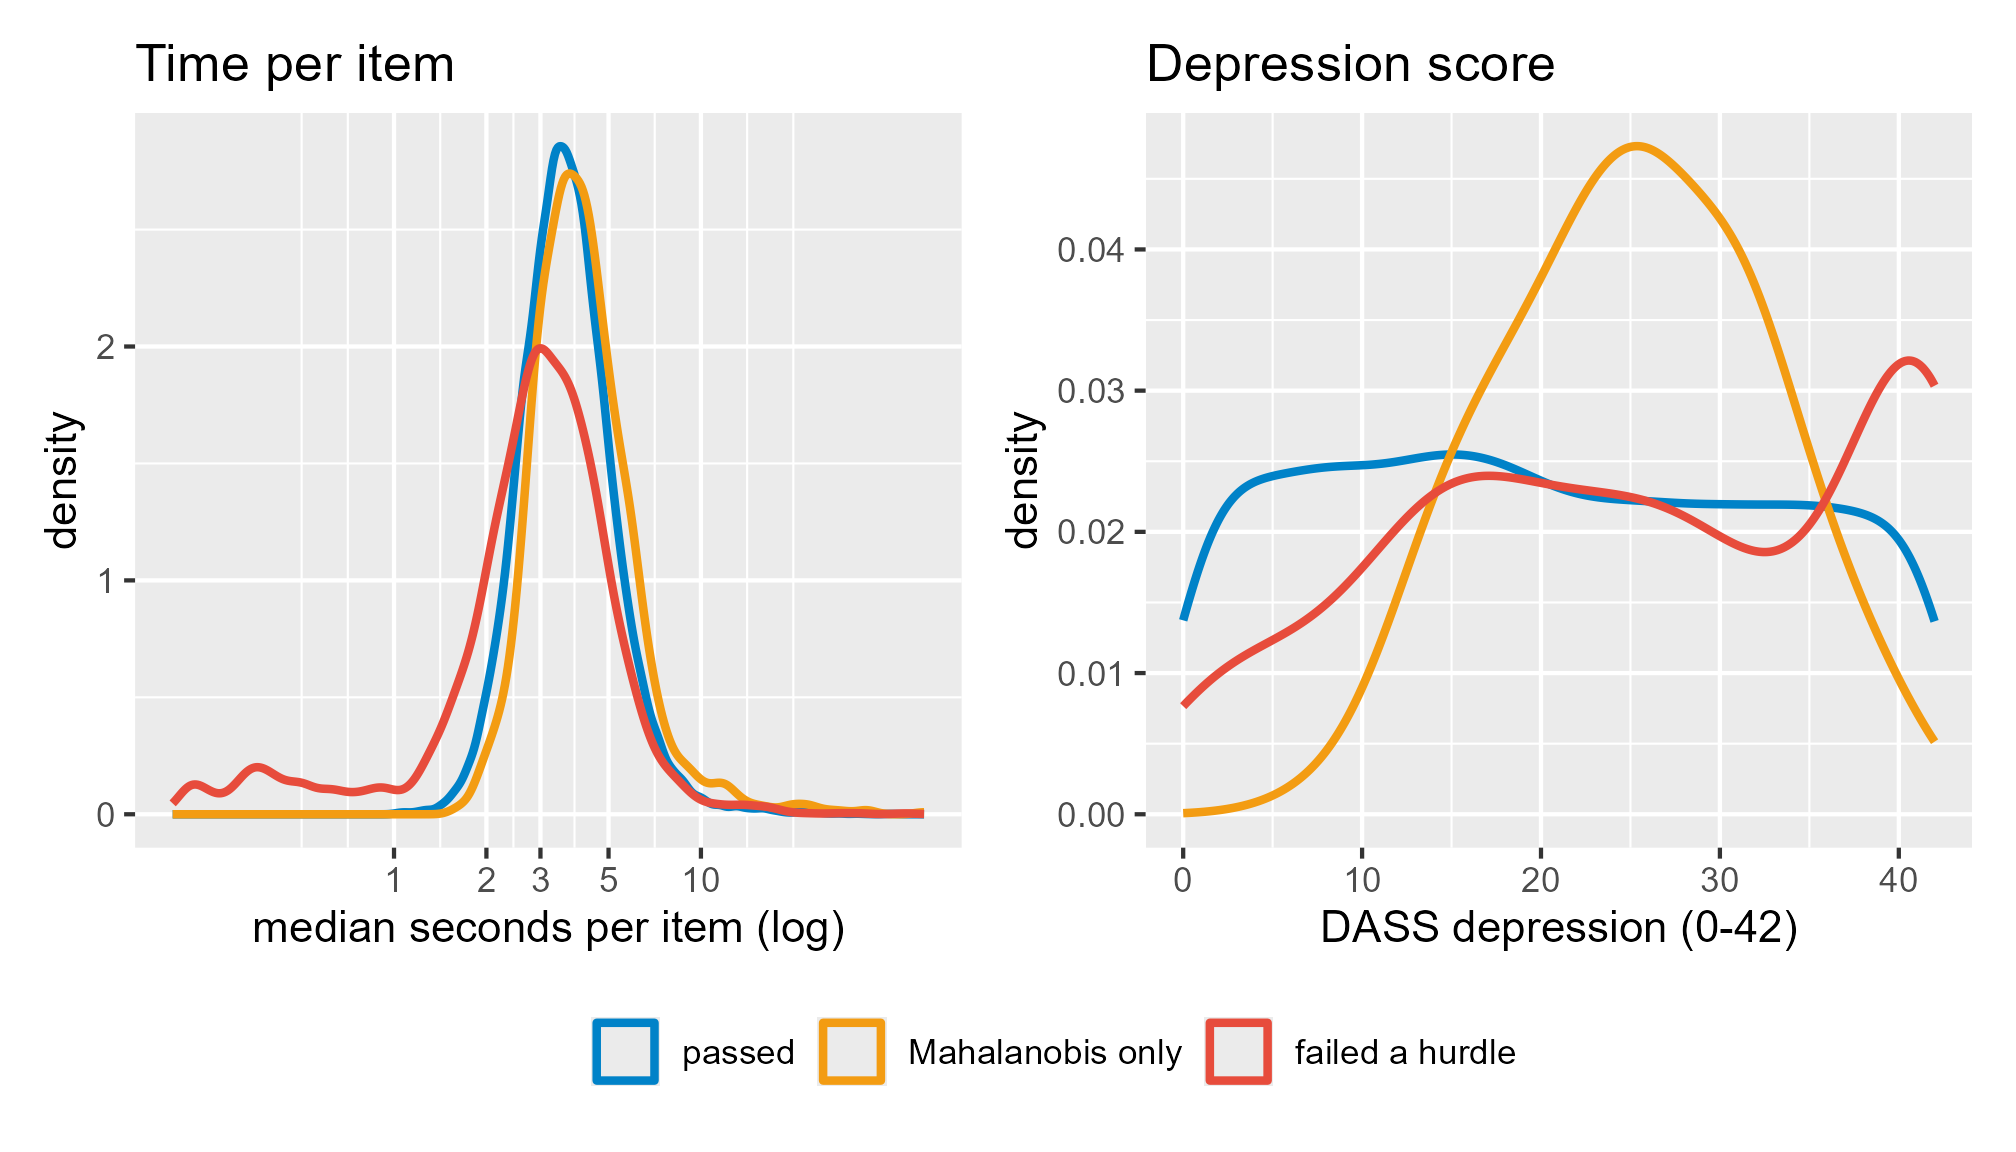 Time per item
density
2
1
0
1 2 3 5 10
median seconds per item (log)
Depression score
density
0.04
0.03
0.02
0.01
0.00
0 10 20 30 40
DASS depression (0-42)
passed Mahalanobis only failed a hurdle